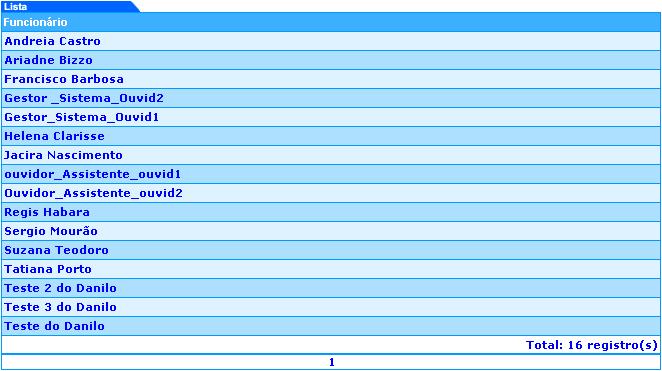 Lista
Funcionário
Andreia Castro
Ariadne Bizzo
Francisco Barbosa
Gestor _Sistema_Ouvid2
Gestor_Sistema_Ouvid1
Helena Clarisse
Jacira Nascimento
ouvidor_Assistente_ouvid1
Ouvidor_Assistente_ouvid2
Regis Habara
Sergio Mourão
Suzana Teodoro
Tatiana Porto
Teste 2 do Danilo
Teste 3 do Danilo
Teste do Danilo
Total: 16 registro(s)
1